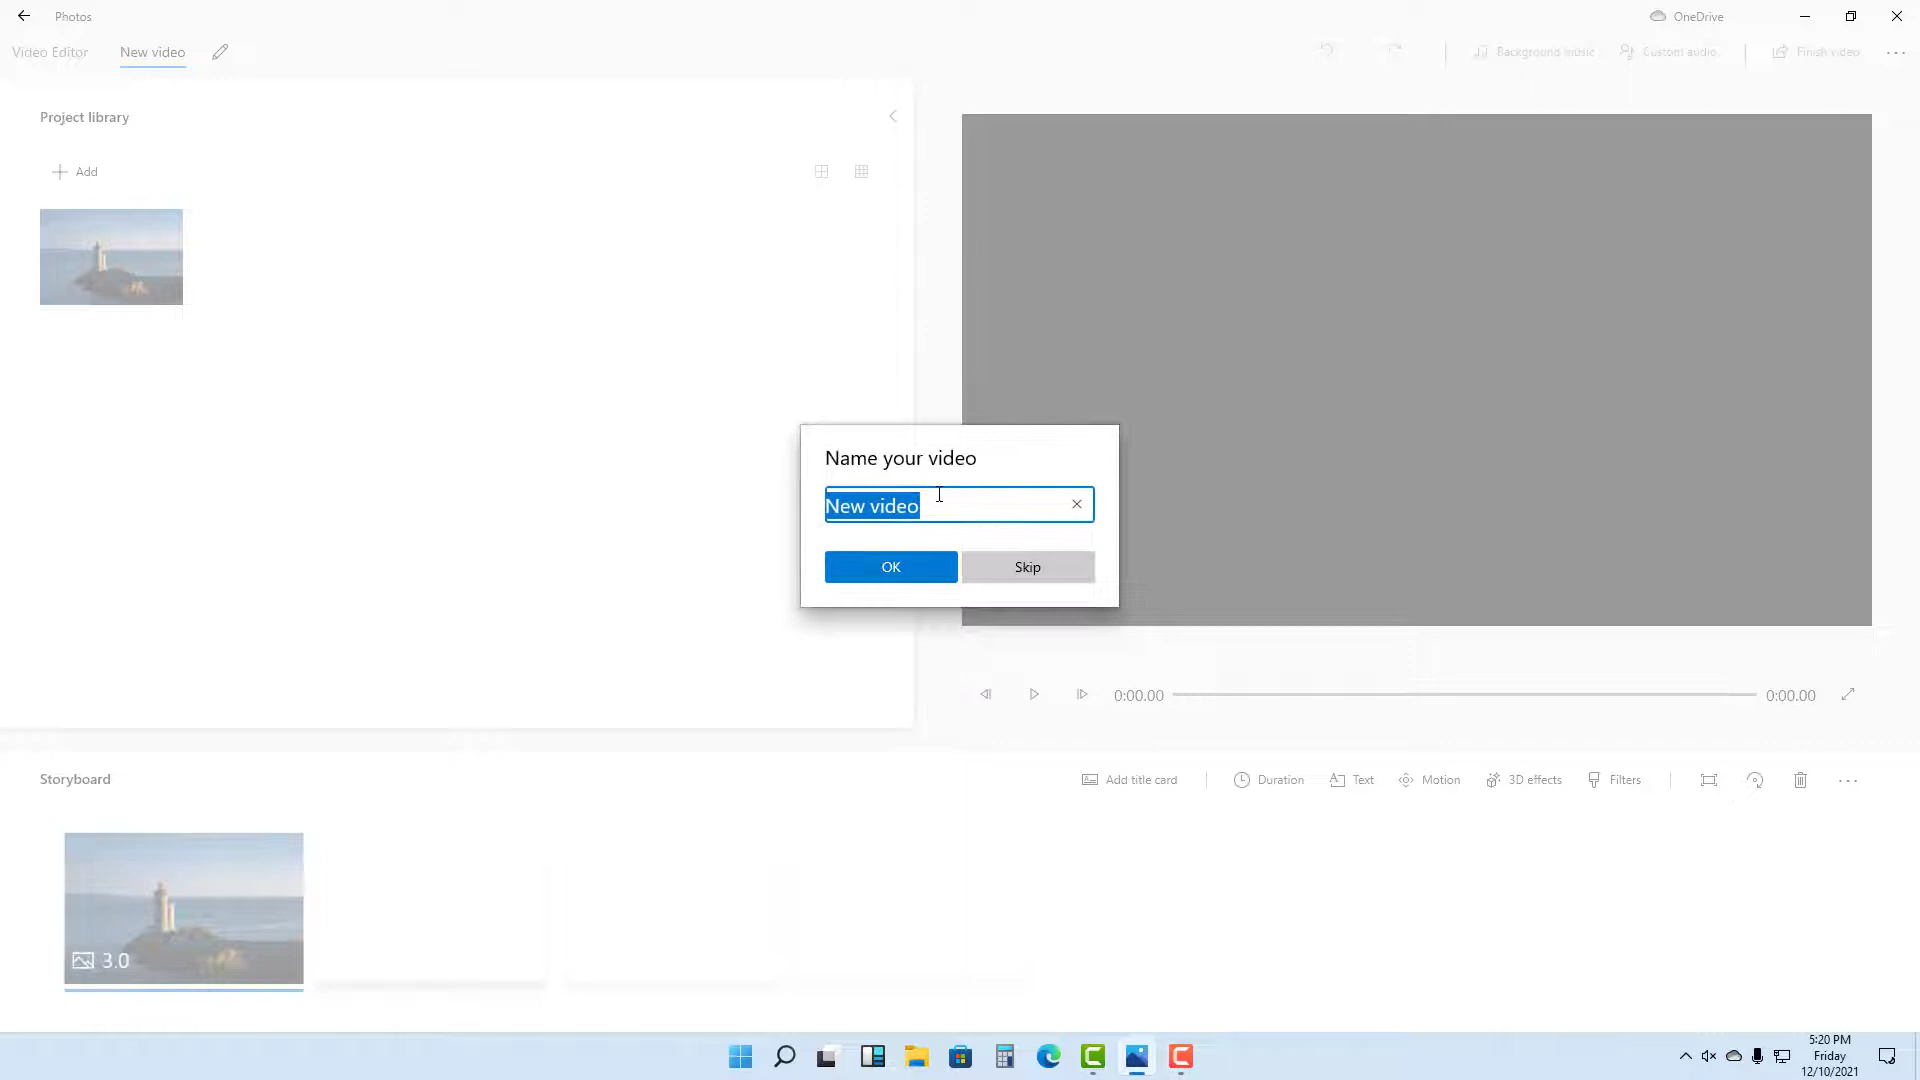 Photos
OneDrive
Video Editor
New video
Background music
Custom audio
Finish video
Project library
Add
Name your video
New video
OK
Skip
0:00.00
0:00.00
Storyboard
Add title card
Duration
Text
Motion
3D effects
Filters
3.0
5:20 PM
Friday
12/10/2021